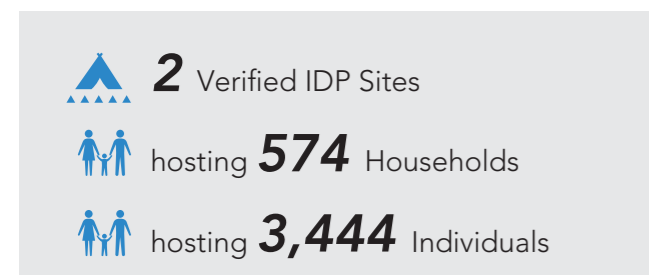 2 Verified IDP Sites
hosting 574 Households
hosting 3,444 Individuals